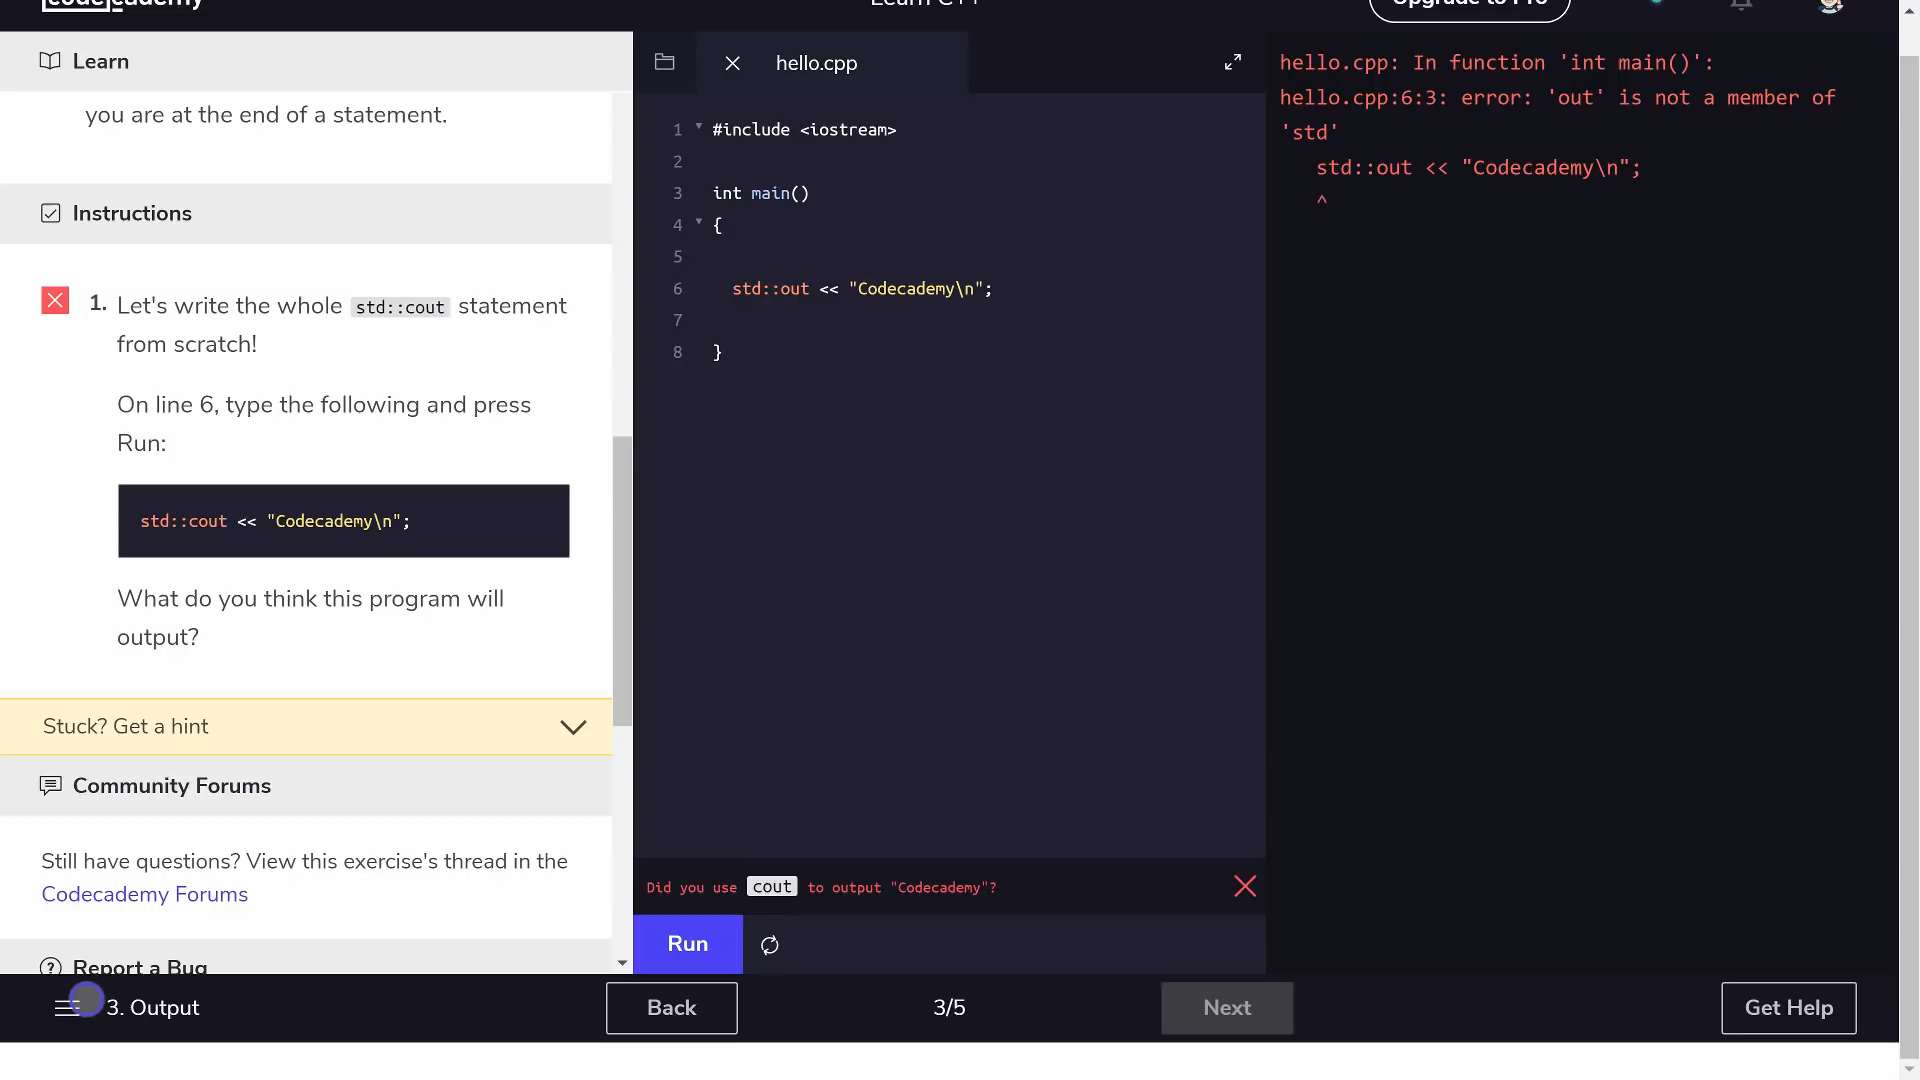 codecademy
Learn C++
Upgrade to Pro
Learn
you are at the end of a statement.
Instructions
1. Let's write the whole std::cout statement
from scratch!
On line 6, type the following and press
Run:
std::cout << "Codecademy\n";
What do you think this program will
output?
Stuck? Get a hint
Community Forums
Still have questions? View this exercise's thread in the
Codecademy Forums
Report a Bug
hello.cpp
1 #include <iostream>
2
3 int main()
4 {
5
6 std::out << "Codecademy\n";
7
8 }
Did you use cout to output "Codecademy"?
Run
hello.cpp: In function 'int main()':
hello.cpp:6:3: error: 'out' is not a member of
'std'
std::out << "Codecademy\n";
^
3. Output
Back
3/5
Next
Get Help